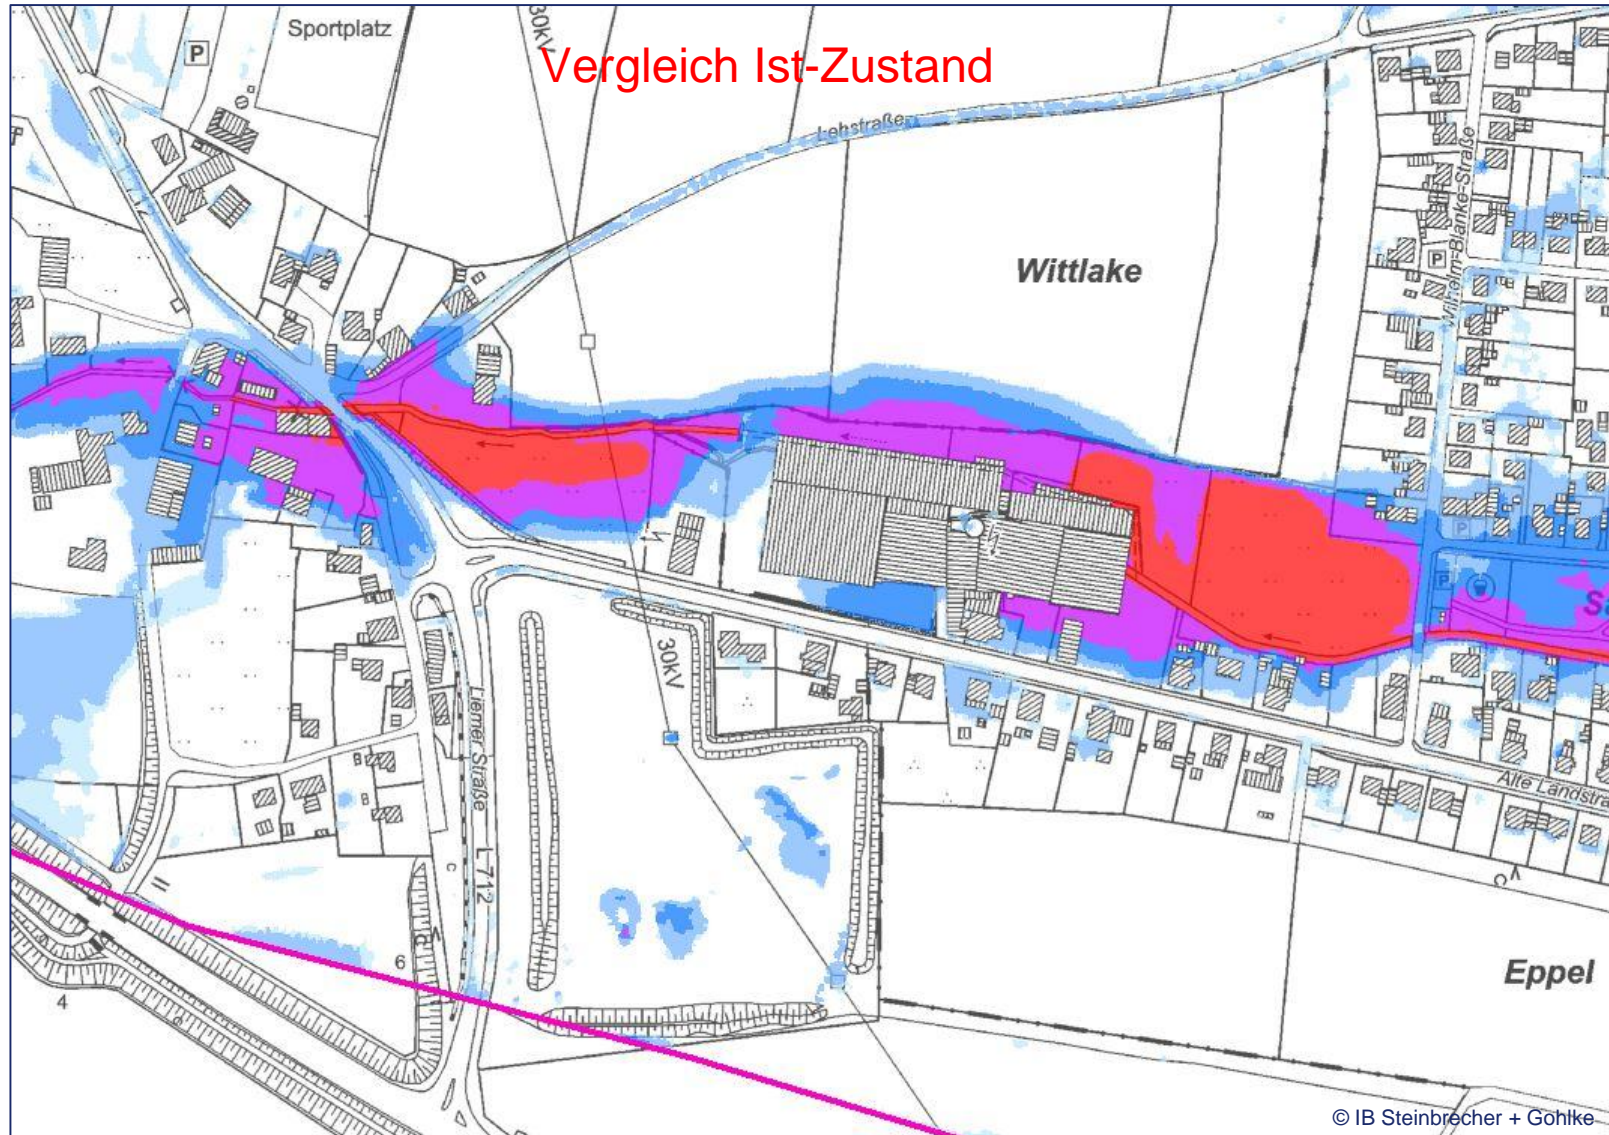 Sportplatz
30kV
Vergleich Ist-Zustand
P
Lehstraße
Wilhelm-Blanke-Straße
Wittlake
P
P
P
30kV
Liemer Straße
L712
Alte Landstra
Eppel
6
4
© IB Steinbrecher + Gohlke